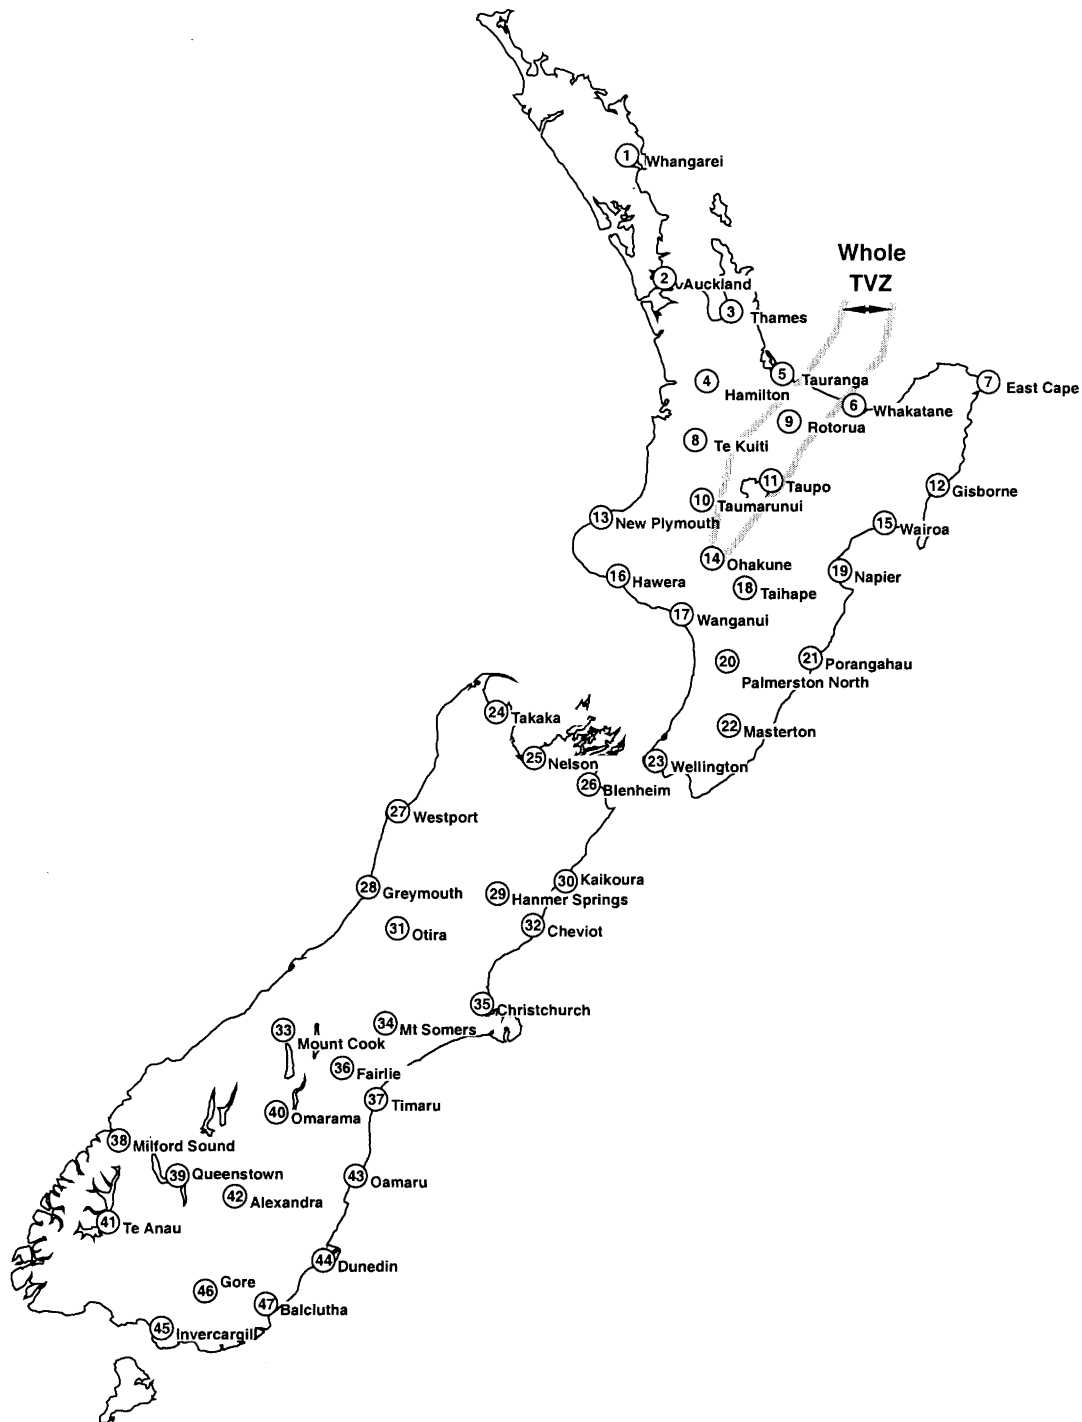 1 Whangarei
Whole
TVZ
2 Auckland
3 Thames
4 Hamilton
5 Tauranga
6 Whakatane
7 East Cape
8 Te Kuiti
9 Rotorua
10 Taumarunui
11 Taupo
12 Gisborne
13 New Plymouth
14 Ohakune
15 Wairoa
16 Hawera
17 Wanganui
18 Taihape
19 Napier
20 Palmerston North
21 Porangahau
22 Masterton
23 Wellington
24 Takaka
25 Nelson
26 Blenheim
27 Westport
28 Greymouth
29 Hanmer Springs
30 Kaikoura
31 Otira
32 Cheviot
33 Mount Cook
34 Mt Somers
35 Christchurch
36 Fairlie
37 Timaru
38 Milford Sound
39 Queenstown
40 Omarama
41 Te Anau
42 Alexandra
43 Oamaru
44 Dunedin
45 Invercargill
46 Gore
47 Balclutha